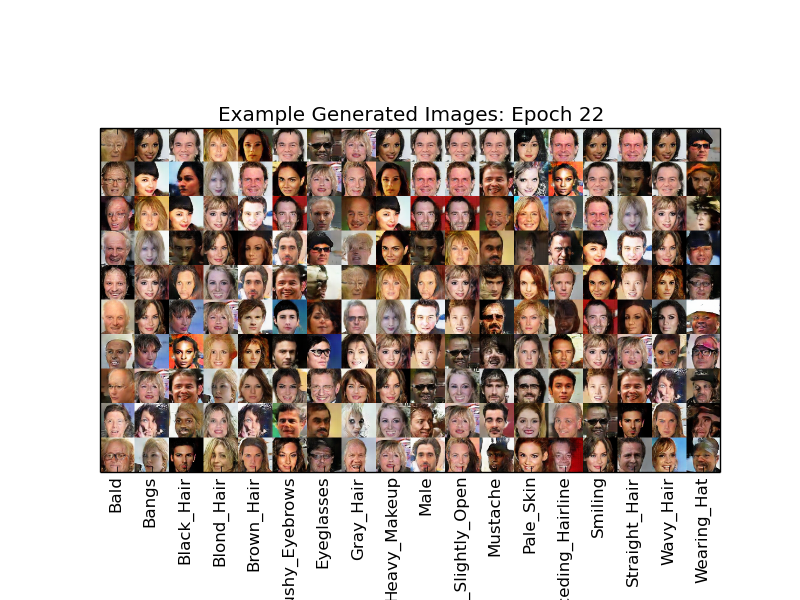 Example Generated Images: Epoch 22
Bald
Bangs
Black_Hair
Blond_Hair
Brown_Hair
ushy_Eyebrows
Eyeglasses
Gray_Hair
Heavy_Makeup
Male
_Slightly_Open
Mustache
Pale_Skin
ceding_Hairline
Smiling
Straight_Hair
Wavy_Hair
Wearing_Hat